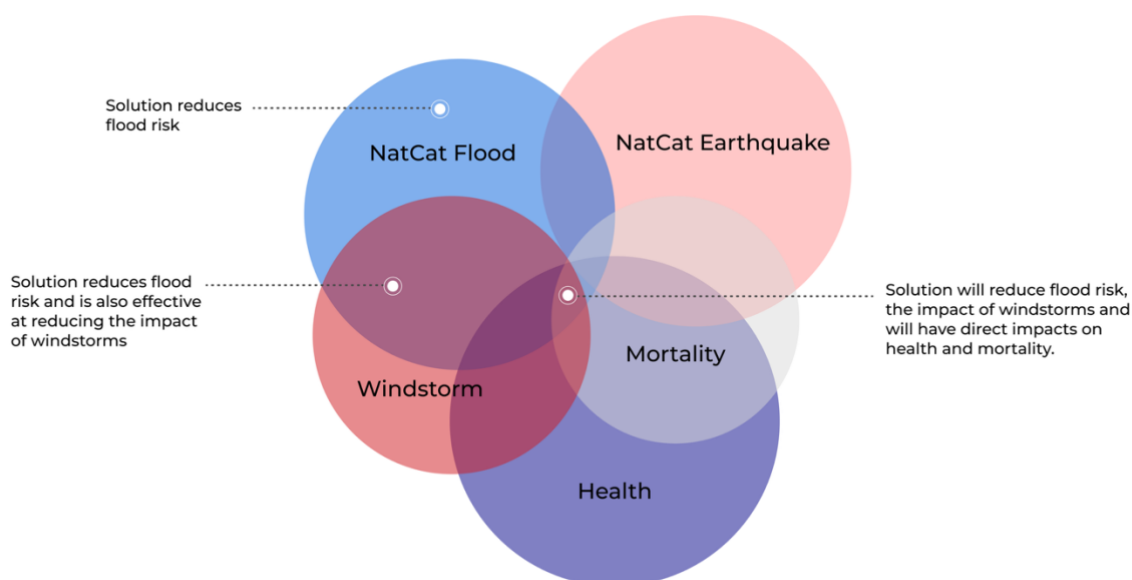 Solution reduces
flood risk
NatCat Flood
NatCat Earthquake
Solution reduces flood
risk and is also effective
at reducing the impact
of windstorms
Solution will reduce flood risk,
the impact of windstorms and
will have direct impacts on
health and mortality.
Mortality
Windstorm
Health